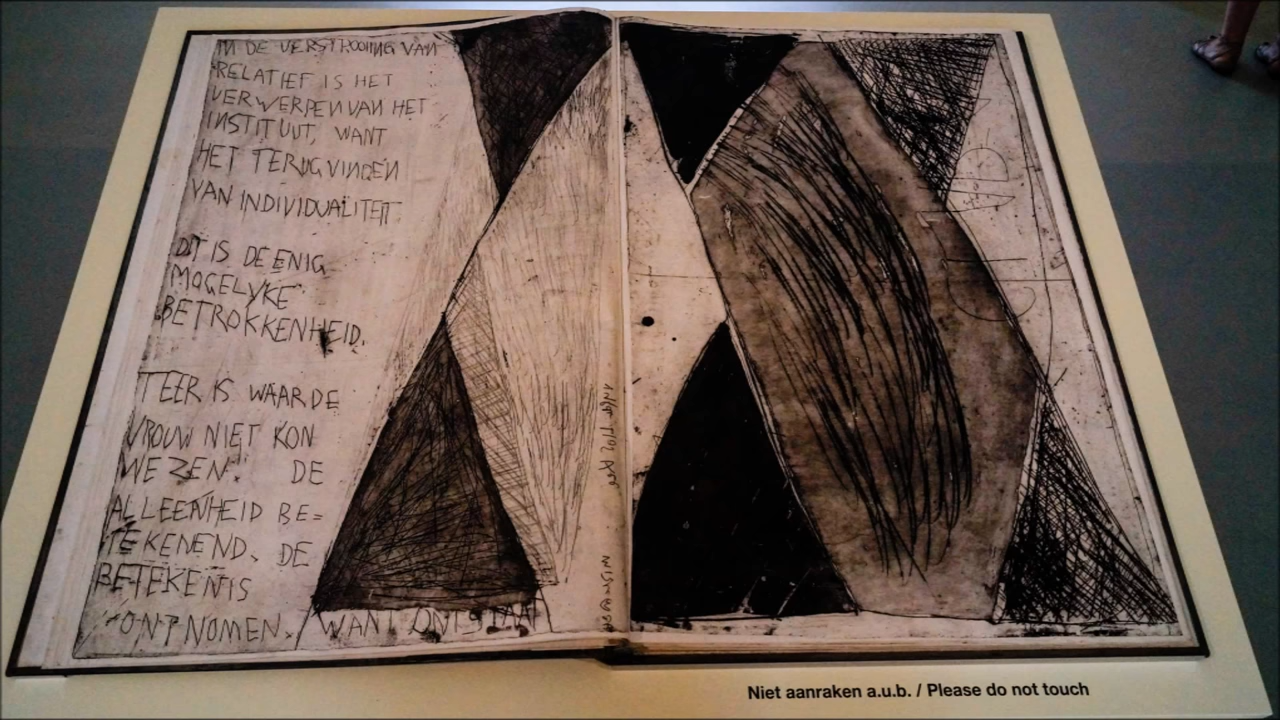 IN DE VERSTROOIING VAN
RELATIEF IS HET
VERWERPEN VAN HET
INSTITUUT, WANT
HET TERUGVINDEN
VAN INDIVIDUALITEIT
DIT IS DE ENIG
MOGELYKE
BETROKKENHEID.
TEER IS WAAR DE
VROUW NIET KON
WEZEN. DE
ALLEENHEID BE=
TEKENEND. DE
BETEKENIS
ONTNOMEN. WANT ONTSTAAT
Niet aanraken a.u.b. / Please do not touch